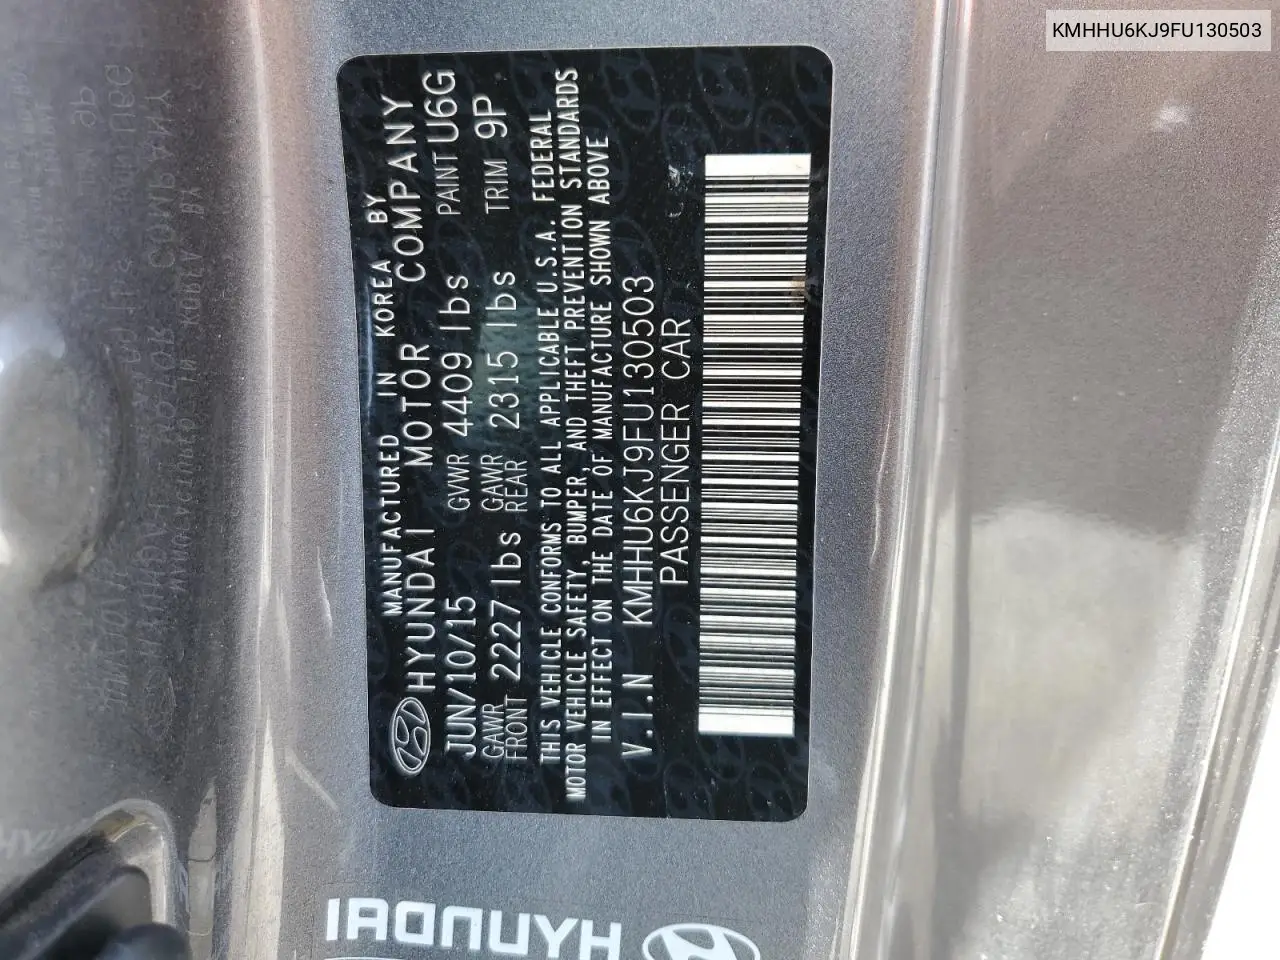 KMHHU6KJ9FU130503
MANUFACTURED IN KOREA BY
HYUNDAI MOTOR COMPANY
JUN/10/15 GVWR 4409 lbs PAINT U6G
GAWR FRONT 2227 lbs GAWR REAR 2315 lbs TRIM 9P
THIS VEHICLE CONFORMS TO ALL APPLICABLE U.S.A. FEDERAL
MOTOR VEHICLE SAFETY, BUMPER, AND THEFT PREVENTION STANDARDS
IN EFFECT ON THE DATE OF MANUFACTURE SHOWN ABOVE
V.I.N KMHHU6KJ9FU130503
PASSENGER CAR
HYUNDAI